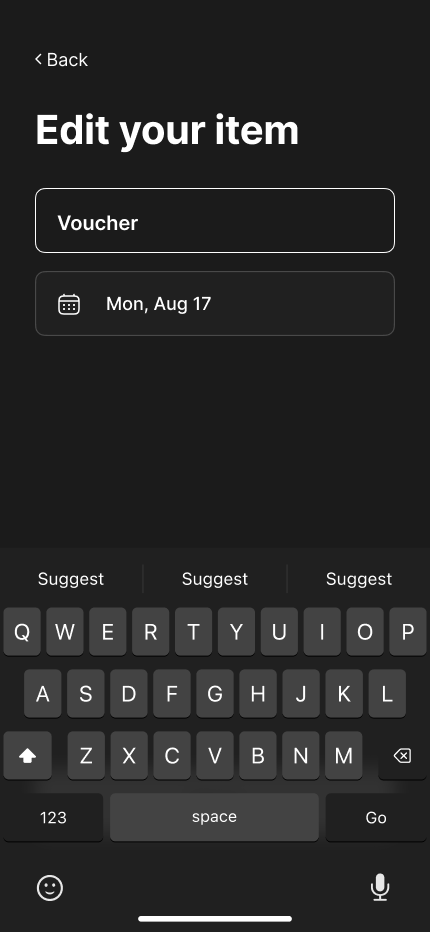 Back
Edit your item
Voucher
Mon, Aug 17
Suggest Suggest Suggest
Q W E R T Y U I O P
A S D F G H J K L
Z X C V B N M
123 space Go